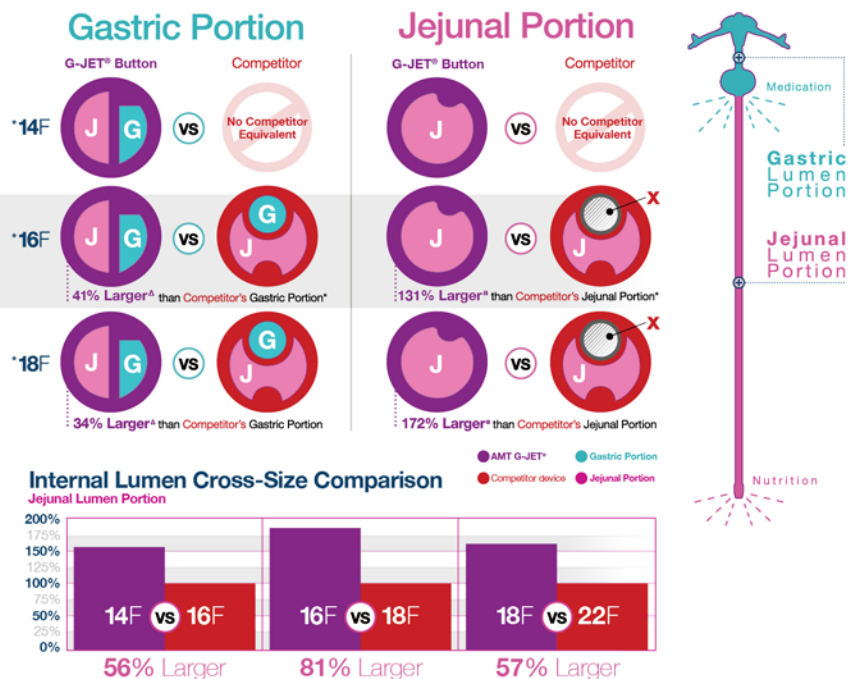 Gastric Portion
Jejunal Portion
G-JET® Button
Competitor
G-JET® Button
Competitor
*14F
J
G
VS
No Competitor
Equivalent
J
VS
No Competitor
Equivalent
*16F
J
G
VS
G
J
J
VS
J
X
41% LargerΔ than Competitor's Gastric Portion*
131% Larger¤ than Competitor's Jejunal Portion*
*18F
J
G
VS
G
J
J
VS
J
X
34% LargerΔ than Competitor's Gastric Portion
172% Larger¤ than Competitor's Jejunal Portion
Medication
Gastric
Lumen
Portion
Jejunal
Lumen
Portion
Nutrition
AMT G-JET®
Gastric Portion
Competitor device
Jejunal Portion
Internal Lumen Cross-Size Comparison
Jejunal Lumen Portion
200%
175%
150%
125%
100%
75%
50%
25%
0%
14F VS 16F
16F VS 18F
18F VS 22F
56% Larger
81% Larger
57% Larger